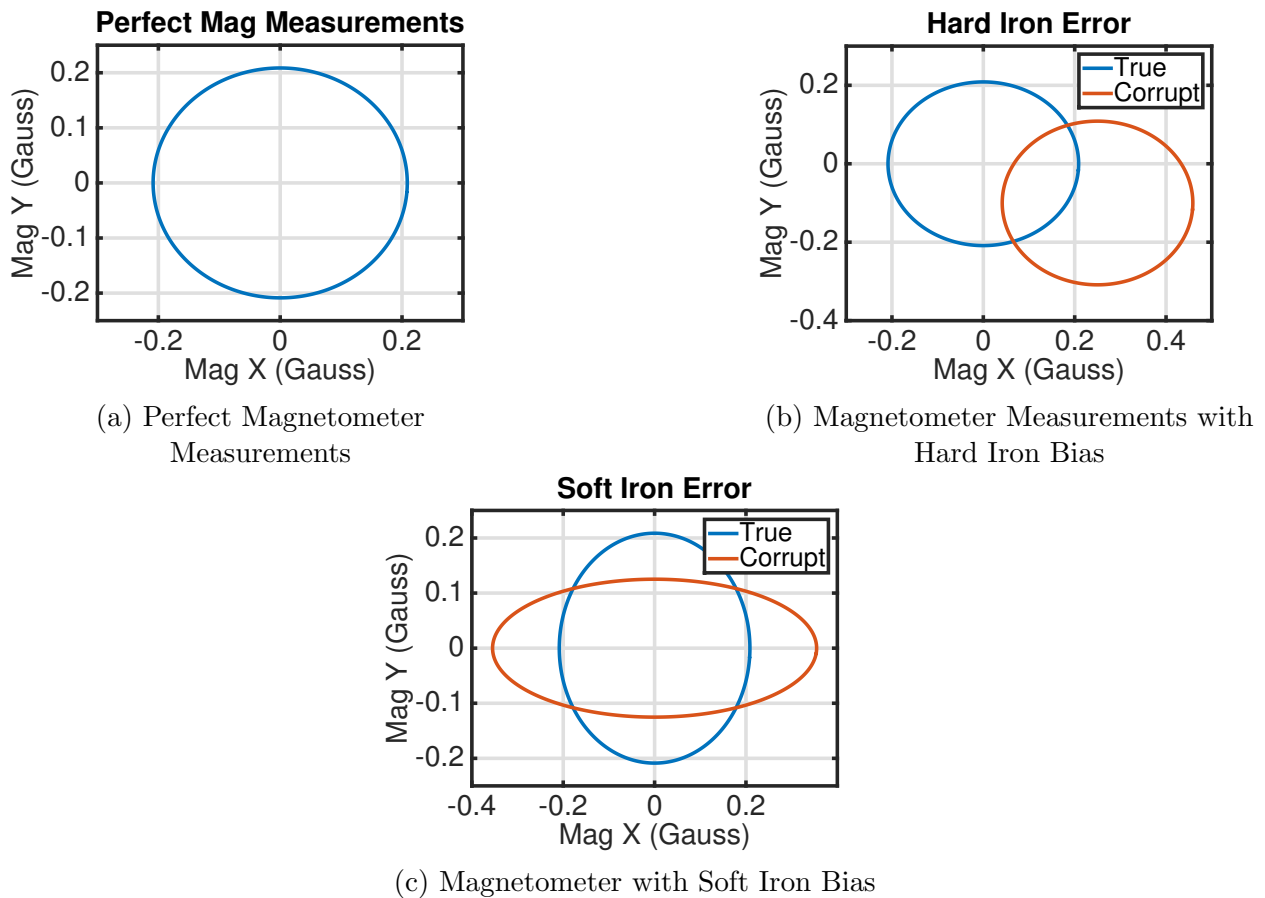 Perfect Mag Measurements
Mag Y (Gauss)
0.2
0.1
0
-0.1
-0.2
-0.2 0 0.2
Mag X (Gauss)
(a) Perfect Magnetometer
Measurements
Hard Iron Error
True
Corrupt
Mag Y (Gauss)
0.2
0
-0.2
-0.4
-0.2 0 0.2 0.4
Mag X (Gauss)
(b) Magnetometer Measurements with
Hard Iron Bias
Soft Iron Error
True
Corrupt
Mag Y (Gauss)
0.2
0.1
0
-0.1
-0.2
-0.4 -0.2 0 0.2
Mag X (Gauss)
(c) Magnetometer with Soft Iron Bias